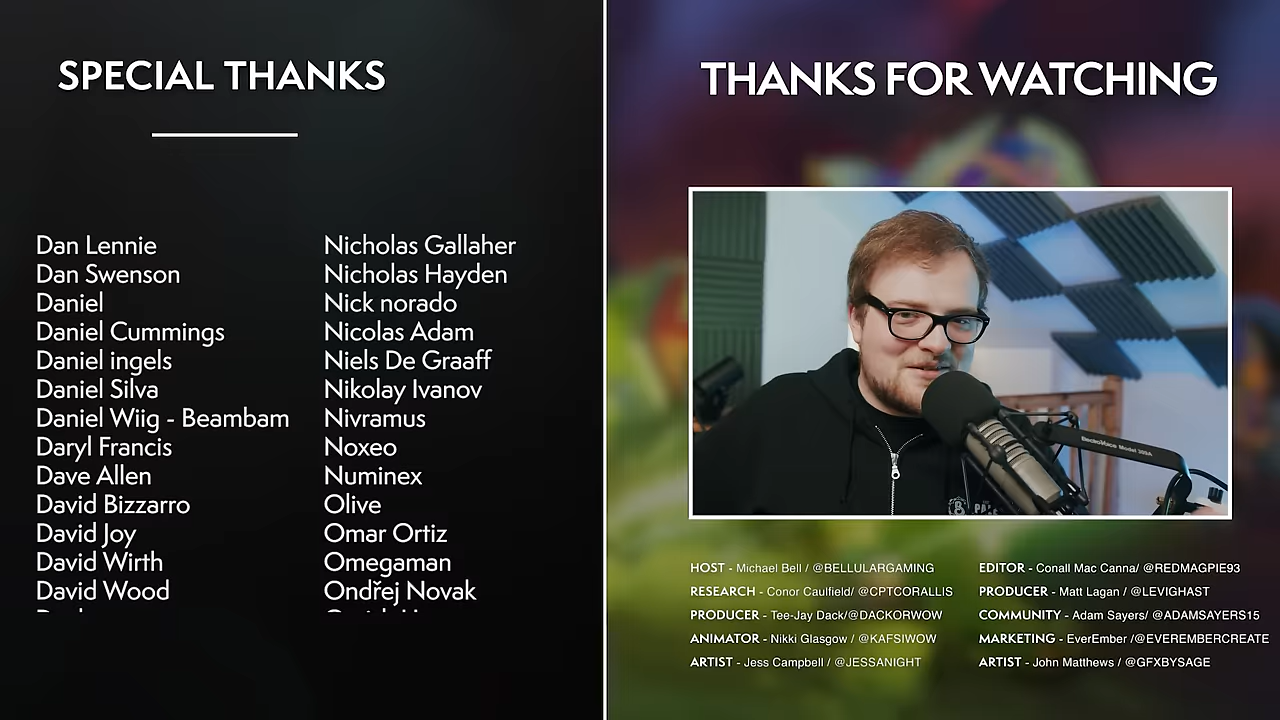 SPECIAL THANKS
Dan Lennie
Dan Swenson
Daniel
Daniel Cummings
Daniel ingels
Daniel Silva
Daniel Wiig - Beambam
Daryl Francis
Dave Allen
David Bizzarro
David Joy
David Wirth
David Wood
Nicholas Gallaher
Nicholas Hayden
Nick norado
Nicolas Adam
Niels De Graaff
Nikolay Ivanov
Nivramus
Noxeo
Numinex
Olive
Omar Ortiz
Omegaman
Ondřej Novak
THANKS FOR WATCHING
HOST - Michael Bell / @BELLULARGAMING
RESEARCH - Conor Caulfield/ @CPTCORALLIS
PRODUCER - Tee-Jay Dack/@DACKORWOW
ANIMATOR - Nikki Glasgow / @KAFSIWOW
ARTIST - Jess Campbell / @JESSANIGHT
EDITOR - Conall Mac Canna/ @REDMAGPIE93
PRODUCER - Matt Lagan / @LEVIGHAST
COMMUNITY - Adam Sayers/ @ADAMSAYERS15
MARKETING - EverEmber /@EVEREMBERCREATE
ARTIST - John Matthews / @GFXBYSAGE